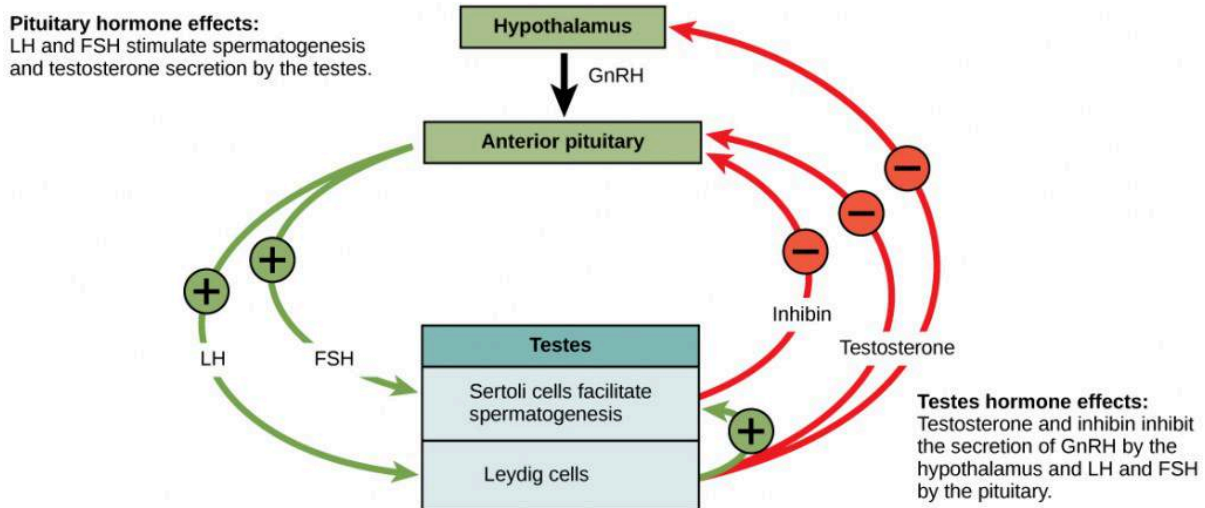 Pituitary hormone effects:
LH and FSH stimulate spermatogenesis
and testosterone secretion by the testes.
Hypothalamus
GnRH
Anterior pituitary
+
+
−
−
−
LH
FSH
Inhibin
Testosterone
Testes
Sertoli cells facilitate
spermatogenesis
+
Leydig cells
Testes hormone effects:
Testosterone and inhibin inhibit
the secretion of GnRH by the
hypothalamus and LH and FSH
by the pituitary.